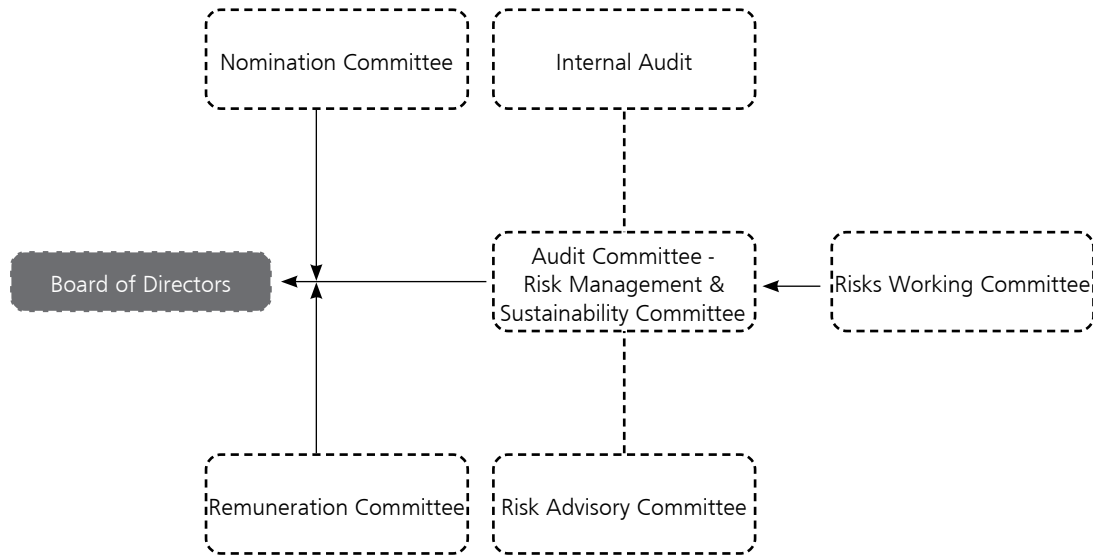 Nomination Committee
Internal Audit
Board of Directors
Audit Committee -
Risk Management &
Sustainability Committee
Risks Working Committee
Remuneration Committee
Risk Advisory Committee